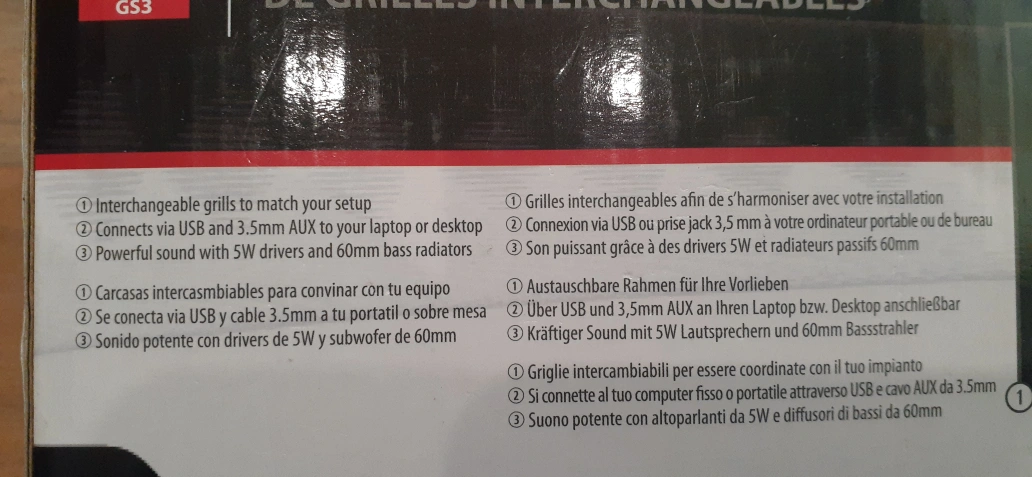 GS3
DE GRILLES INTERCHANGEABLES
① Interchangeable grills to match your setup
② Connects via USB and 3.5mm AUX to your laptop or desktop
③ Powerful sound with 5W drivers and 60mm bass radiators
① Carcasas intercasmbiables para convinar con tu equipo
② Se conecta via USB y cable 3.5mm a tu portatil o sobre mesa
③ Sonido potente con drivers de 5W y subwofer de 60mm
① Grilles interchangeables afin de s'harmoniser avec votre installation
② Connexion via USB ou prise jack 3,5 mm à votre ordinateur portable ou de bureau
③ Son puissant grâce à des drivers 5W et radiateurs passifs 60mm
① Austauschbare Rahmen für Ihre Vorlieben
② Über USB und 3,5mm AUX an Ihren Laptop bzw. Desktop anschließbar
③ Kräftiger Sound mit 5W Lautsprechern und 60mm Bassstrahler
① Griglie intercambiabili per essere coordinate con il tuo impianto
② Si connette al tuo computer fisso o portatile attraverso USB e cavo AUX da 3.5mm
③ Suono potente con altoparlanti da 5W e diffusori di bassi da 60mm
①